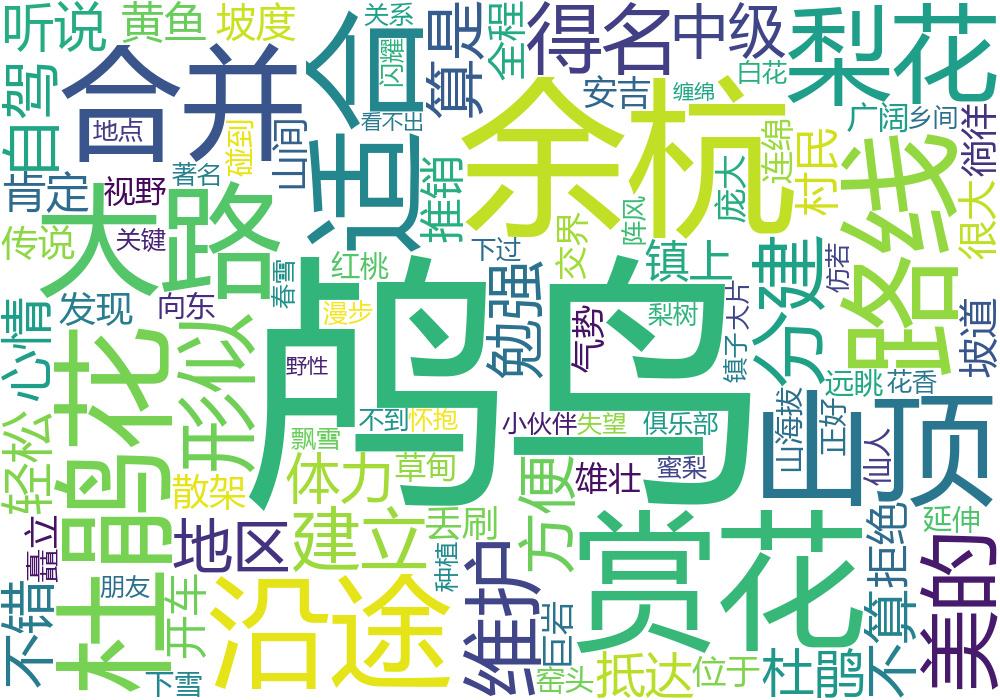 听说
黄鱼
坡度
关系
闪耀
算是
全程
得名
中级
梨花
合并
适合
自驾
地点
看不出
余杭
安吉
缠绵
白花
广阔
乡间
徜徉
碰到
山间
著名
肯定
视野
推销
庞大
连绵
村民
路线
很大
大路
传说
关键
鸬鸟
下过
交界
阵风
镇上
分建
仿若
红桃
春雪
漫步
向东
发现
心情
杜鹃花
形似
勉强
气势
梨树
大片
镇子
坡道
野性
远眺
花香
不到
怀抱
小伙伴
失望
俱乐部
山海拔
正好
仙人
山顶
轻松
飘雪
体力
草甸
散架
方便
雄壮
蜜梨
矗立
地区
建立
丢刷
赏花
延伸
拒绝
美的
不错
朋友
开车
沿途
种植
维护
巨岩
不算
下雪
窑头
抵达
位于
杜鹃